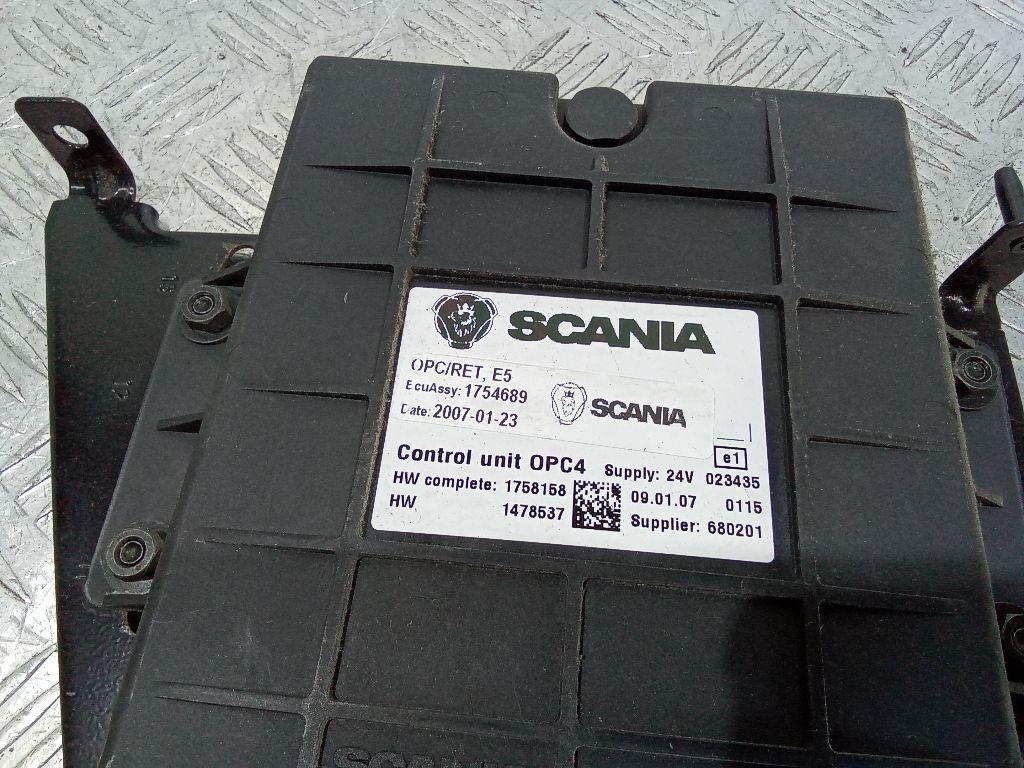 SCANIA
OPC/RET, E5
EcuAssy: 1754689
Date: 2007-01-23
SCANIA
e1
Control unit OPC4 Supply: 24V 023435
HW complete: 1758158 09.01.07 0115
HW 1478537 Supplier: 680201
SCANIA